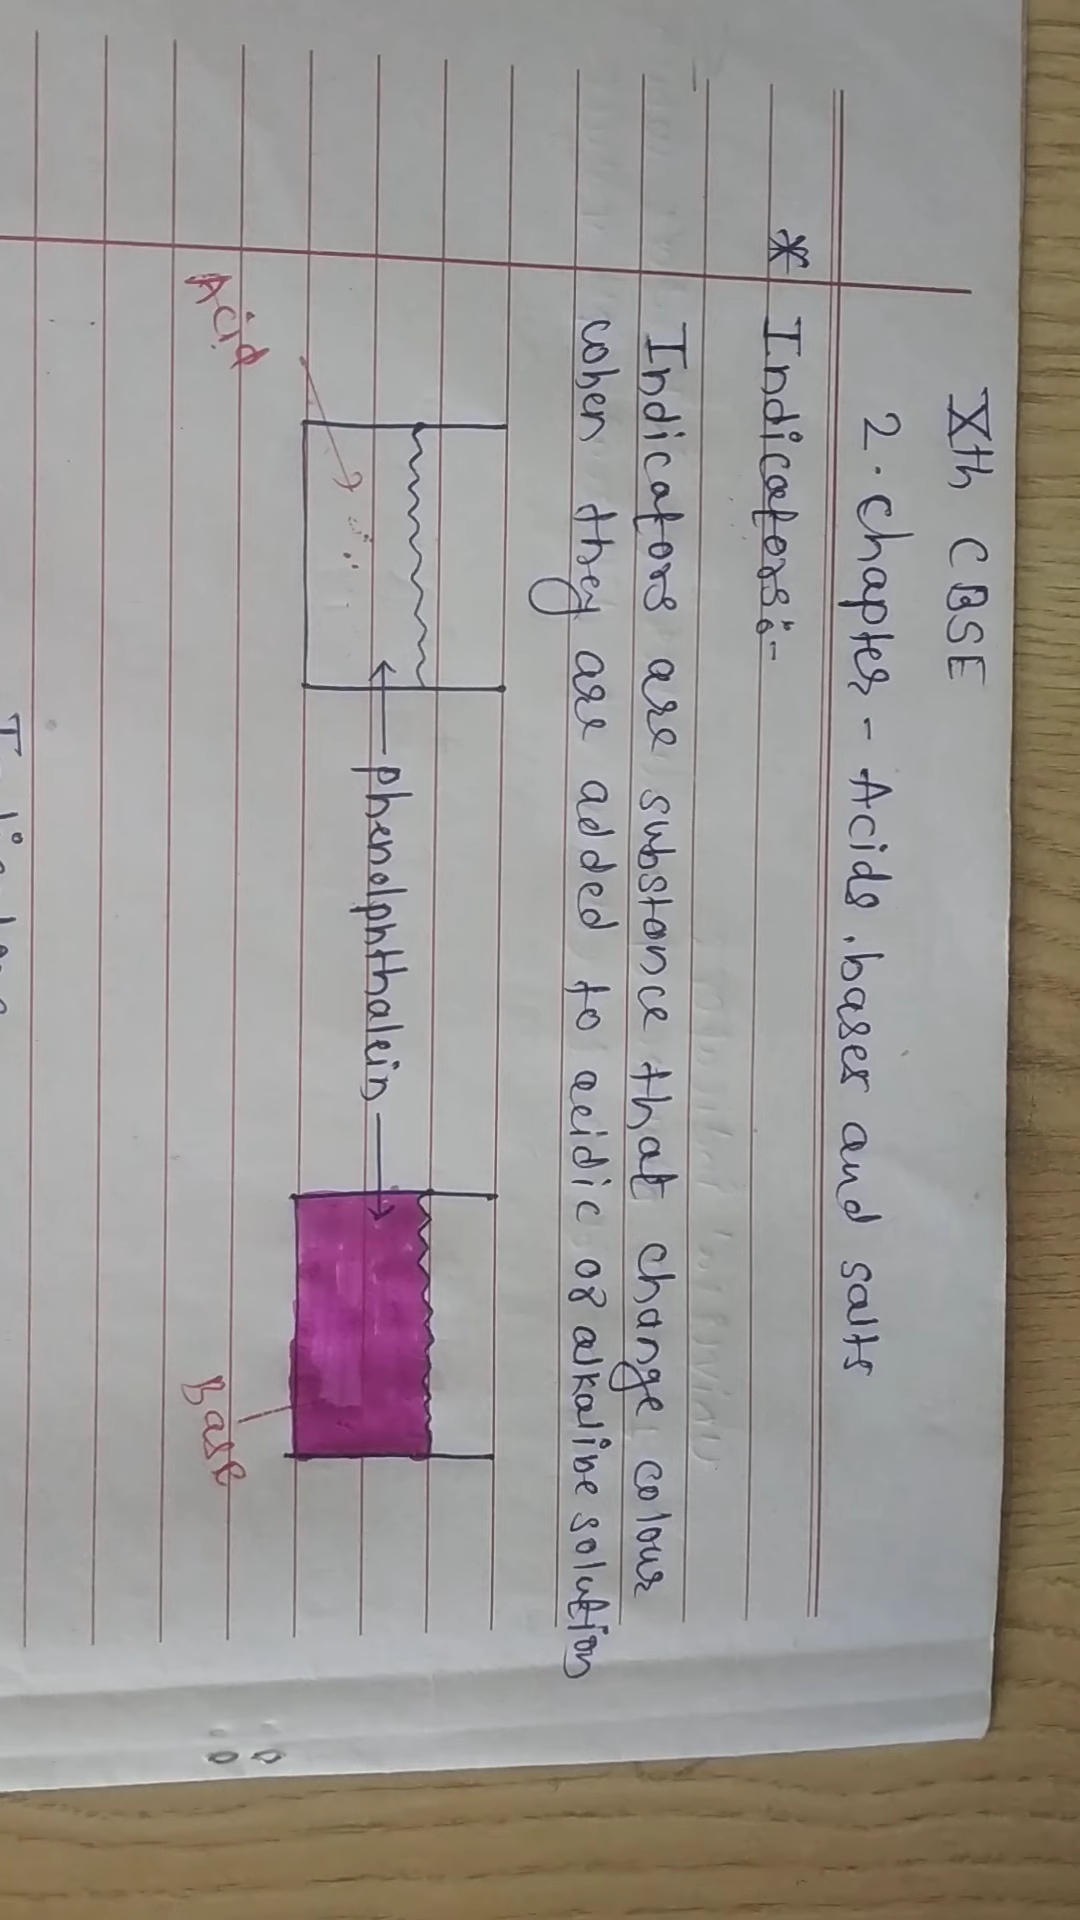 Xth CBSE
2. chapter - Acids, bases and salts
* Indicators:-
Indicators are substance that change colour
when they are added to acidic or alkaline solution
phenolphthalein
Acid
Base